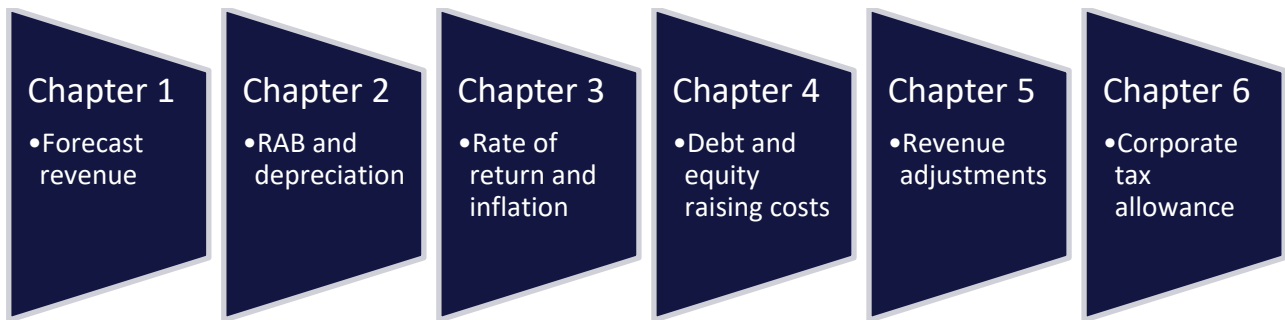 Chapter 1
•Forecast
revenue
Chapter 2
•RAB and
depreciation
Chapter 3
•Rate of
return and
inflation
Chapter 4
•Debt and
equity
raising costs
Chapter 5
•Revenue
adjustments
Chapter 6
•Corporate
tax
allowance